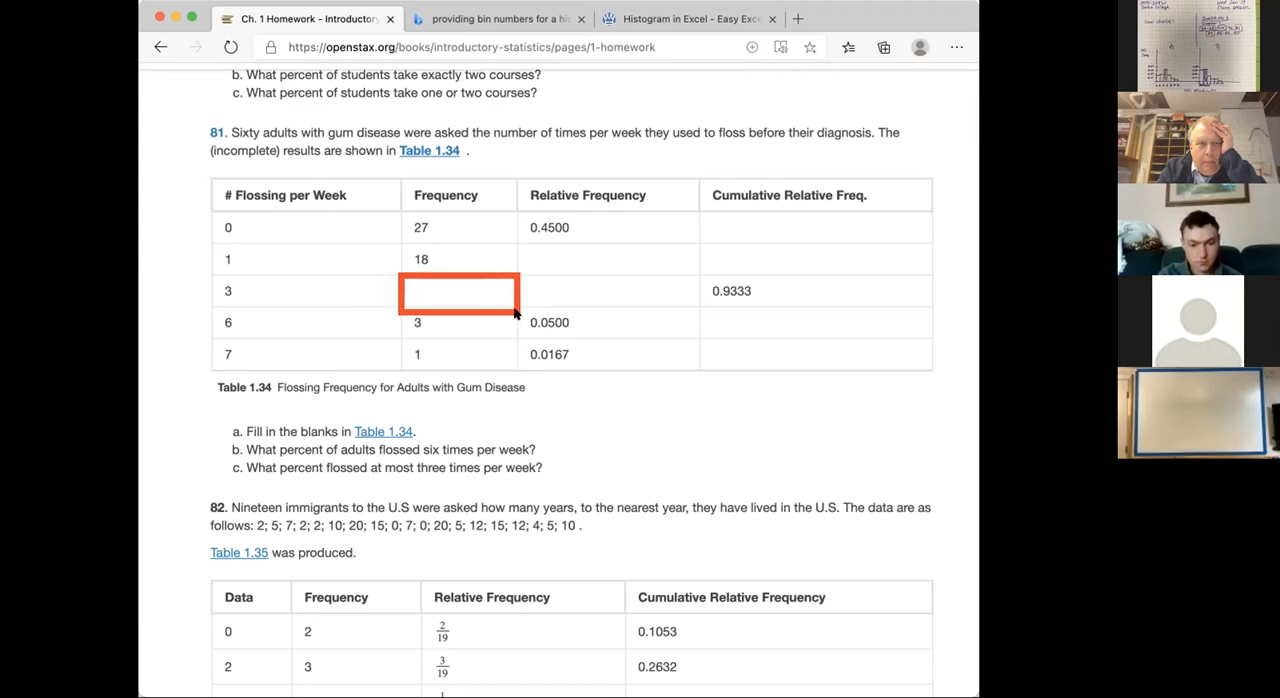 Ch. 1 Homework - Introductory
providing bin numbers for a hi
Histogram in Excel - Easy Exc
https://openstax.org/books/introductory-statistics/pages/1-homework
b. What percent of students take exactly two courses?
c. What percent of students take one or two courses?
81. Sixty adults with gum disease were asked the number of times per week they used to floss before their diagnosis. The
(incomplete) results are shown in Table 1.34 .
# Flossing per Week Frequency Relative Frequency Cumulative Relative Freq.
0 27 0.4500
1 18
3 0.9333
6 3 0.0500
7 1 0.0167
Table 1.34 Flossing Frequency for Adults with Gum Disease
a. Fill in the blanks in Table 1.34.
b. What percent of adults flossed six times per week?
c. What percent flossed at most three times per week?
82. Nineteen immigrants to the U.S were asked how many years, to the nearest year, they have lived in the U.S. The data are as
follows: 2; 5; 7; 2; 2; 10; 20; 15; 0; 7; 0; 20; 5; 12; 15; 12; 4; 5; 10 .
Table 1.35 was produced.
Data Frequency Relative Frequency Cumulative Relative Frequency
0 2 2/19 0.1053
2 3 3/19 0.2632
1